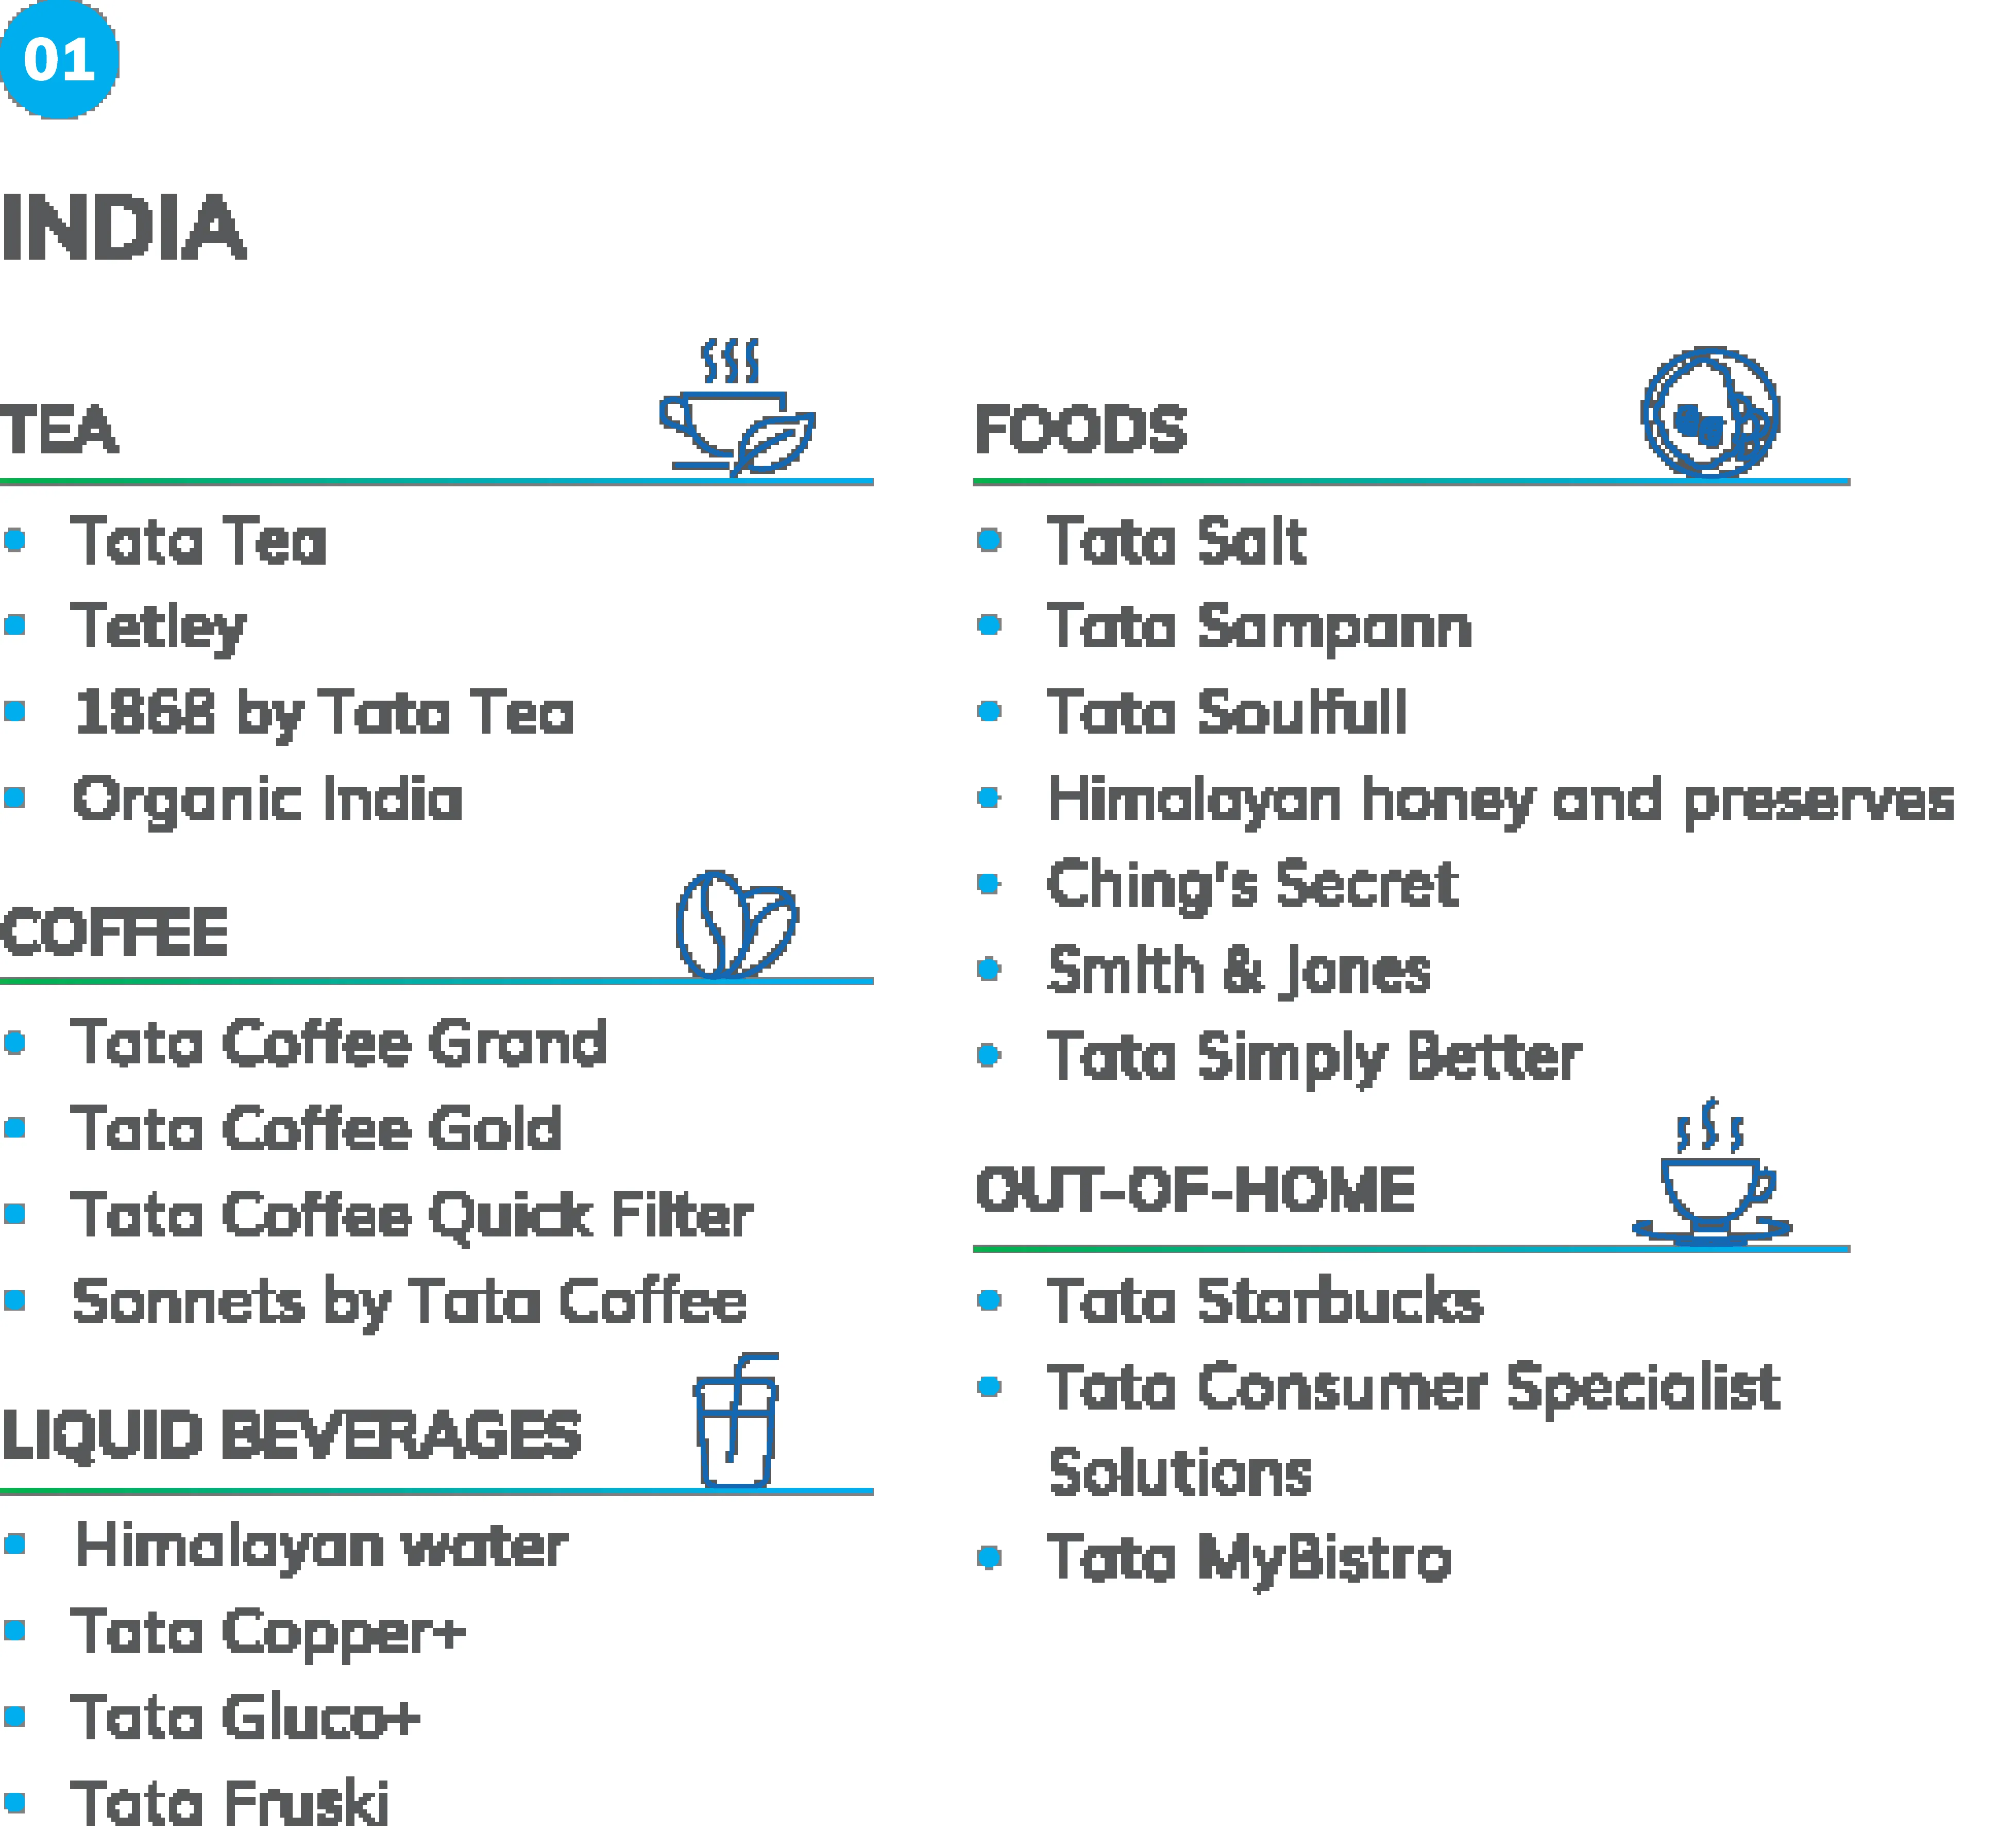 01
INDIA
TEA
Tata Tea
Tetley
1868 by Tata Tea
Organic India
COFFEE
Tata Coffee Grand
Tata Coffee Gold
Tata Coffee Quick Filter
Sonnets by Tata Coffee
LIQUID BEVERAGES
Himalayan water
Tata Copper+
Tata Gluco+
Tata Fruski
FOODS
Tata Salt
Tata Sampann
Tata Soulfull
Himalayan honey and preserves
Ching's Secret
Smith & Jones
Tata Simply Better
OUT-OF-HOME
Tata Starbucks
Tata Consumer Specialist
Solutions
Tata MyBistro